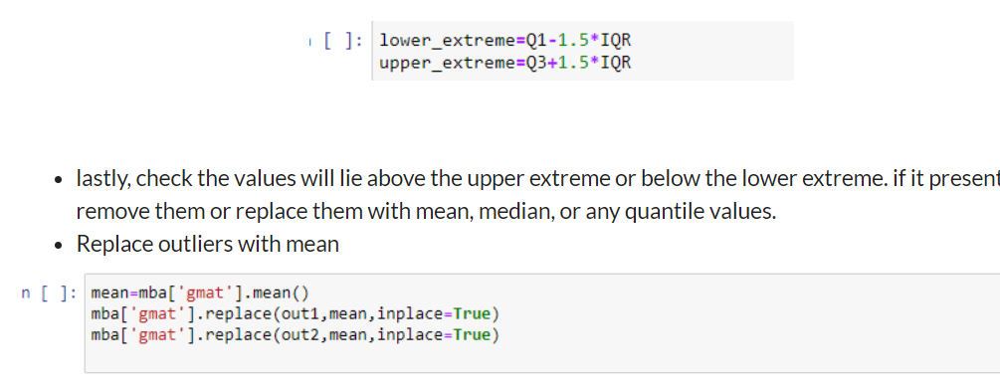 [ ]: lower_extreme=Q1-1.5*IQR
upper_extreme=Q3+1.5*IQR
• lastly, check the values will lie above the upper extreme or below the lower extreme. if it present
remove them or replace them with mean, median, or any quantile values.
• Replace outliers with mean
n [ ]: mean=mba['gmat'].mean()
mba['gmat'].replace(out1,mean,inplace=True)
mba['gmat'].replace(out2,mean,inplace=True)